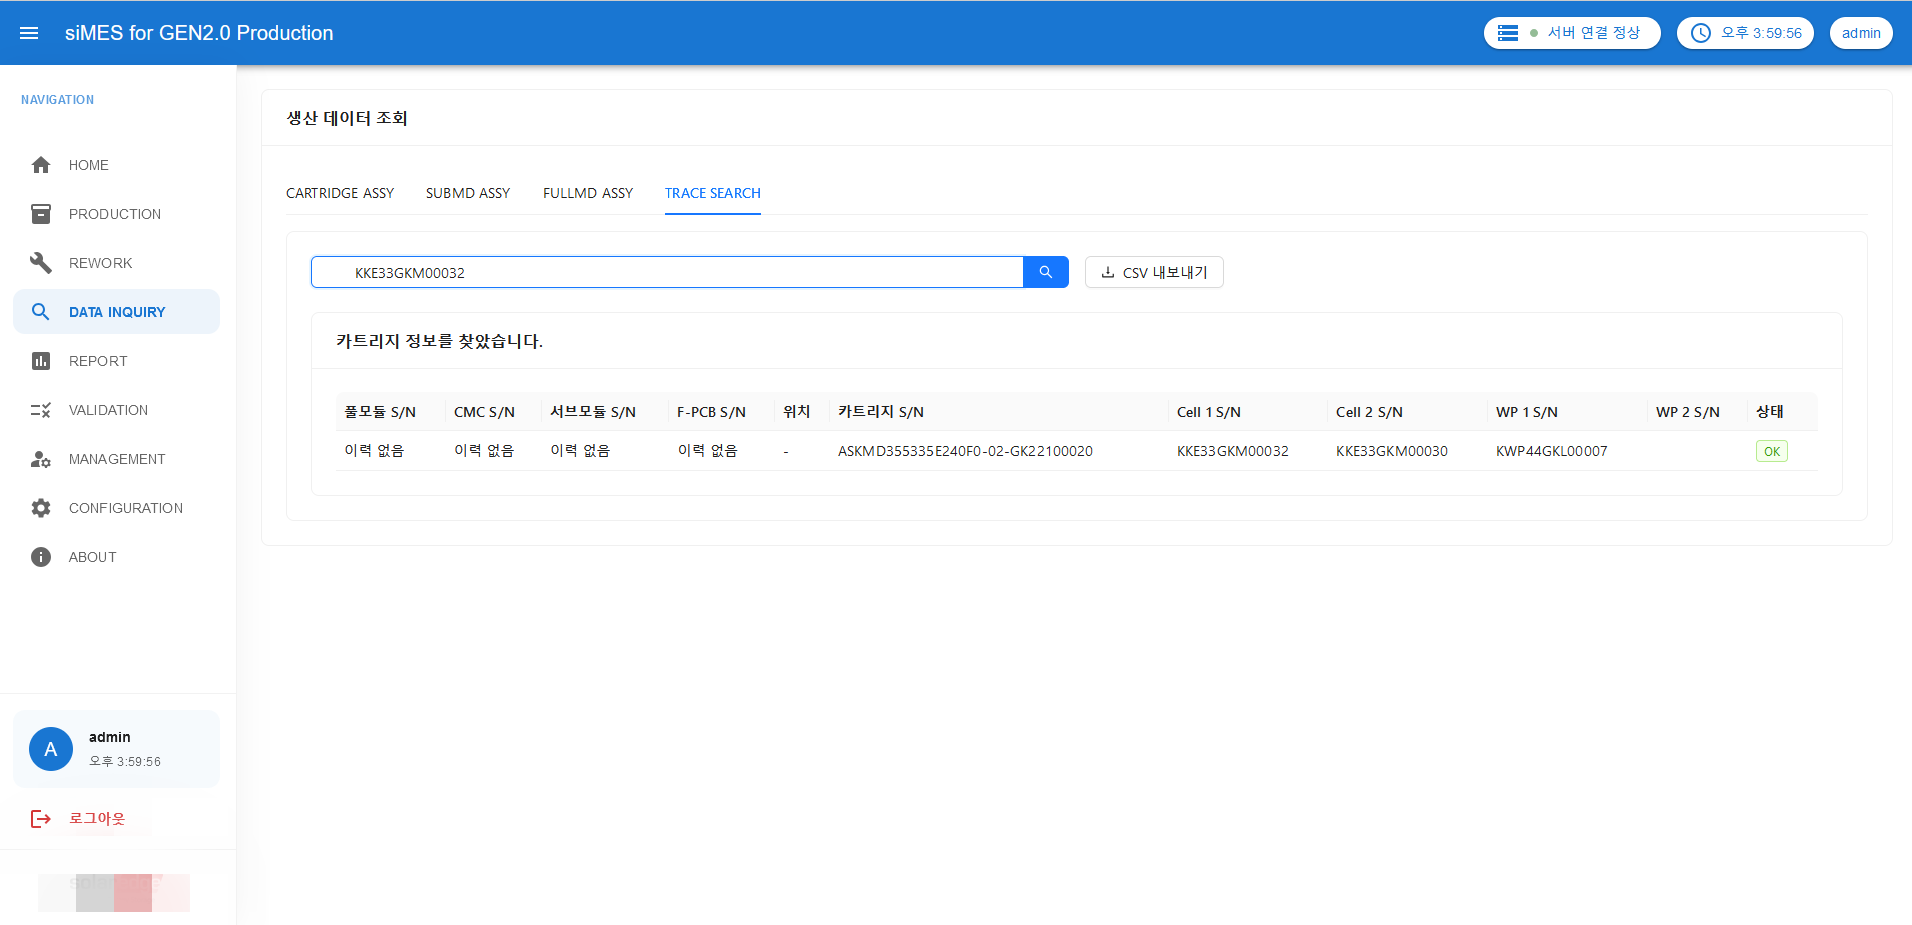 siMES for GEN2.0 Production
서버 연결 정상
오후 3:59:56
admin
NAVIGATION
HOME
PRODUCTION
REWORK
DATA INQUIRY
REPORT
VALIDATION
MANAGEMENT
CONFIGURATION
ABOUT
A
admin
오후 3:59:56
로그아웃
생산 데이터 조회
CARTRIDGE ASSY SUBMD ASSY FULLMD ASSY TRACE SEARCH
KKE33GKM00032
CSV 내보내기
카트리지 정보를 찾았습니다.
풀모듈 S/N CMC S/N 서브모듈 S/N F-PCB S/N 위치 카트리지 S/N Cell 1 S/N Cell 2 S/N WP 1 S/N WP 2 S/N 상태
이력 없음 이력 없음 이력 없음 이력 없음 - ASKMD355335E240F0-02-GK22100020 KKE33GKM00032 KKE33GKM00030 KWP44GKL00007 OK